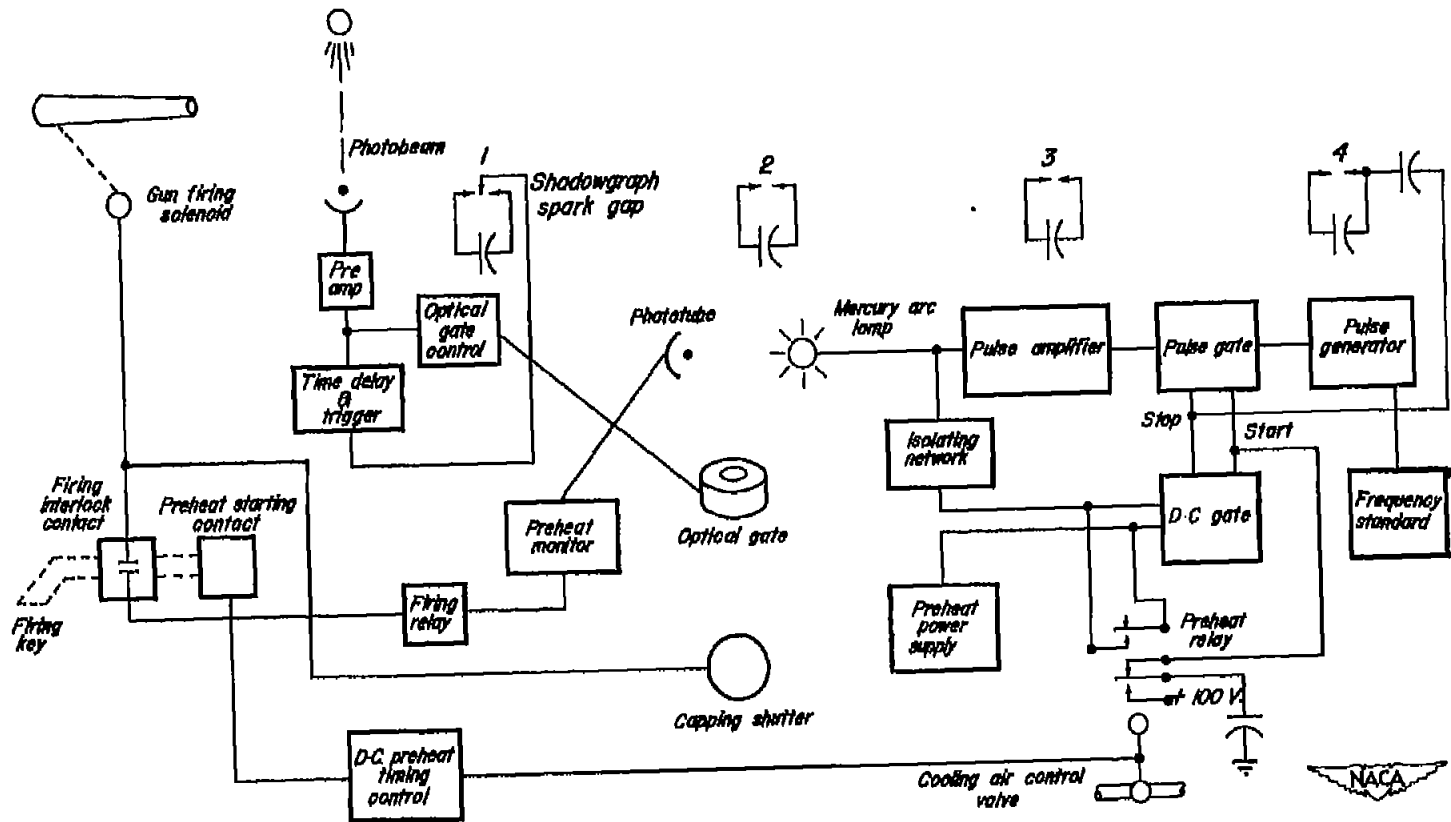 Photobeam
1
Shadowgraph
spark gap
2
3
4
Gun firing
solenoid
Pre
amp
Optical
gate
control
Phototube
Mercury arc
lamp
Pulse amplifier
Pulse gate
Pulse
generator
Time delay
&
trigger
Stop
Start
Isolating
network
Firing
interlock
contact
Preheat starting
contact
Preheat
monitor
Optical gate
D-C gate
Frequency
standard
Firing
key
Firing
relay
Preheat
power
supply
Preheat
relay
+ 100 V.
Capping shutter
D-C. preheat
timing
control
Cooling air control
valve
NACA